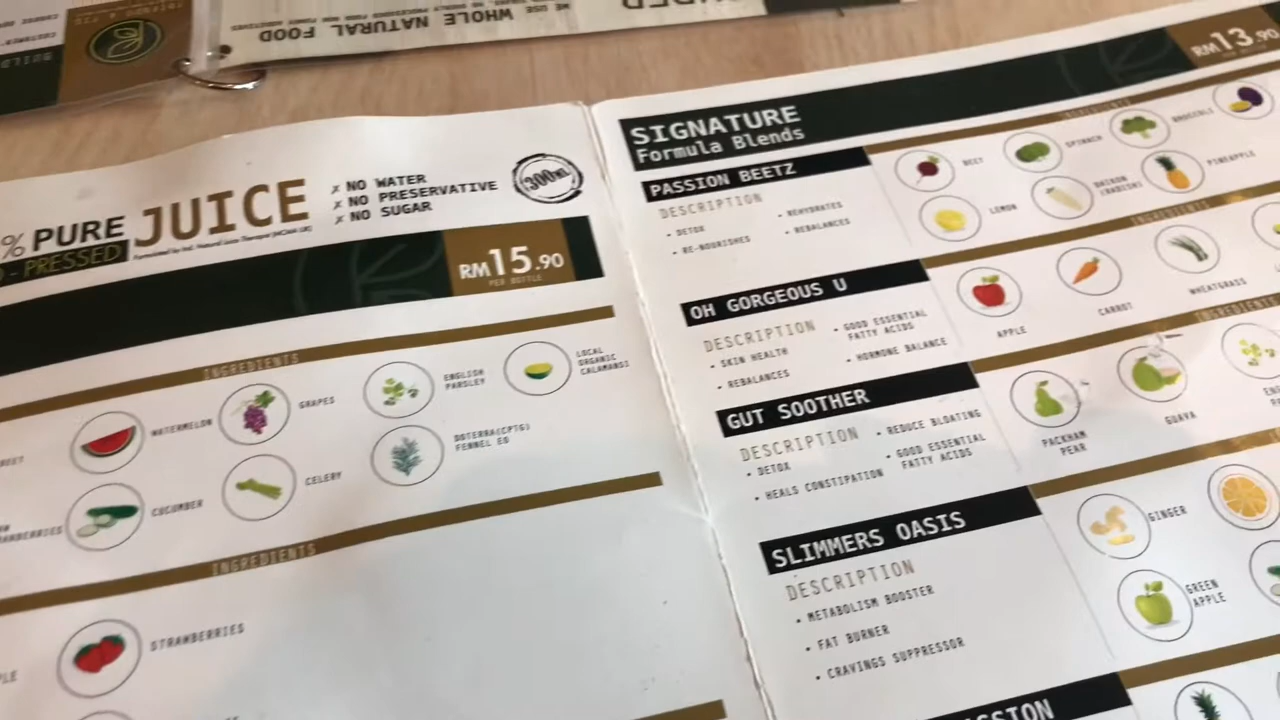 WE USE WHOLE NATURAL FOOD
% PURE JUICE
- PRESSED
✗ NO WATER
✗ NO PRESERVATIVE
✗ NO SUGAR
300ML
RM15.90
PER BOTTLE
INGREDIENTS
WATERMELON
GRAPES
ENGLISH
PARSLEY
LOCAL
ORGANIC
CALAMANSI
CUCUMBER
CELERY
DOTERRA(CPTG)
FENNEL EO
INGREDIENTS
STRAWBERRIES
SIGNATURE
Formula Blends
RM13.90
PASSION BEETZ
DESCRIPTION
• DETOX
• RE-NOURISHES
• REHYDRATES
• REBALANCES
INGREDIENTS
BEET
SPINACH
BROCCOLI
LEMON
DAIKON
(RADISH)
PINEAPPLE
OH GORGEOUS U
DESCRIPTION
• SKIN HEALTH
• REBALANCES
• GOOD ESSENTIAL
FATTY ACIDS
• HORMONE BALANCE
INGREDIENTS
APPLE
CARROT
WHEATGRASS
GUT SOOTHER
DESCRIPTION
• DETOX
• HEALS CONSTIPATION
• REDUCE BLOATING
• GOOD ESSENTIAL
FATTY ACIDS
INGREDIENTS
PACKHAM
PEAR
GUAVA
SLIMMERS OASIS
DESCRIPTION
• METABOLISM BOOSTER
• FAT BURNER
• CRAVINGS SUPPRESSOR
GINGER
GREEN
APPLE